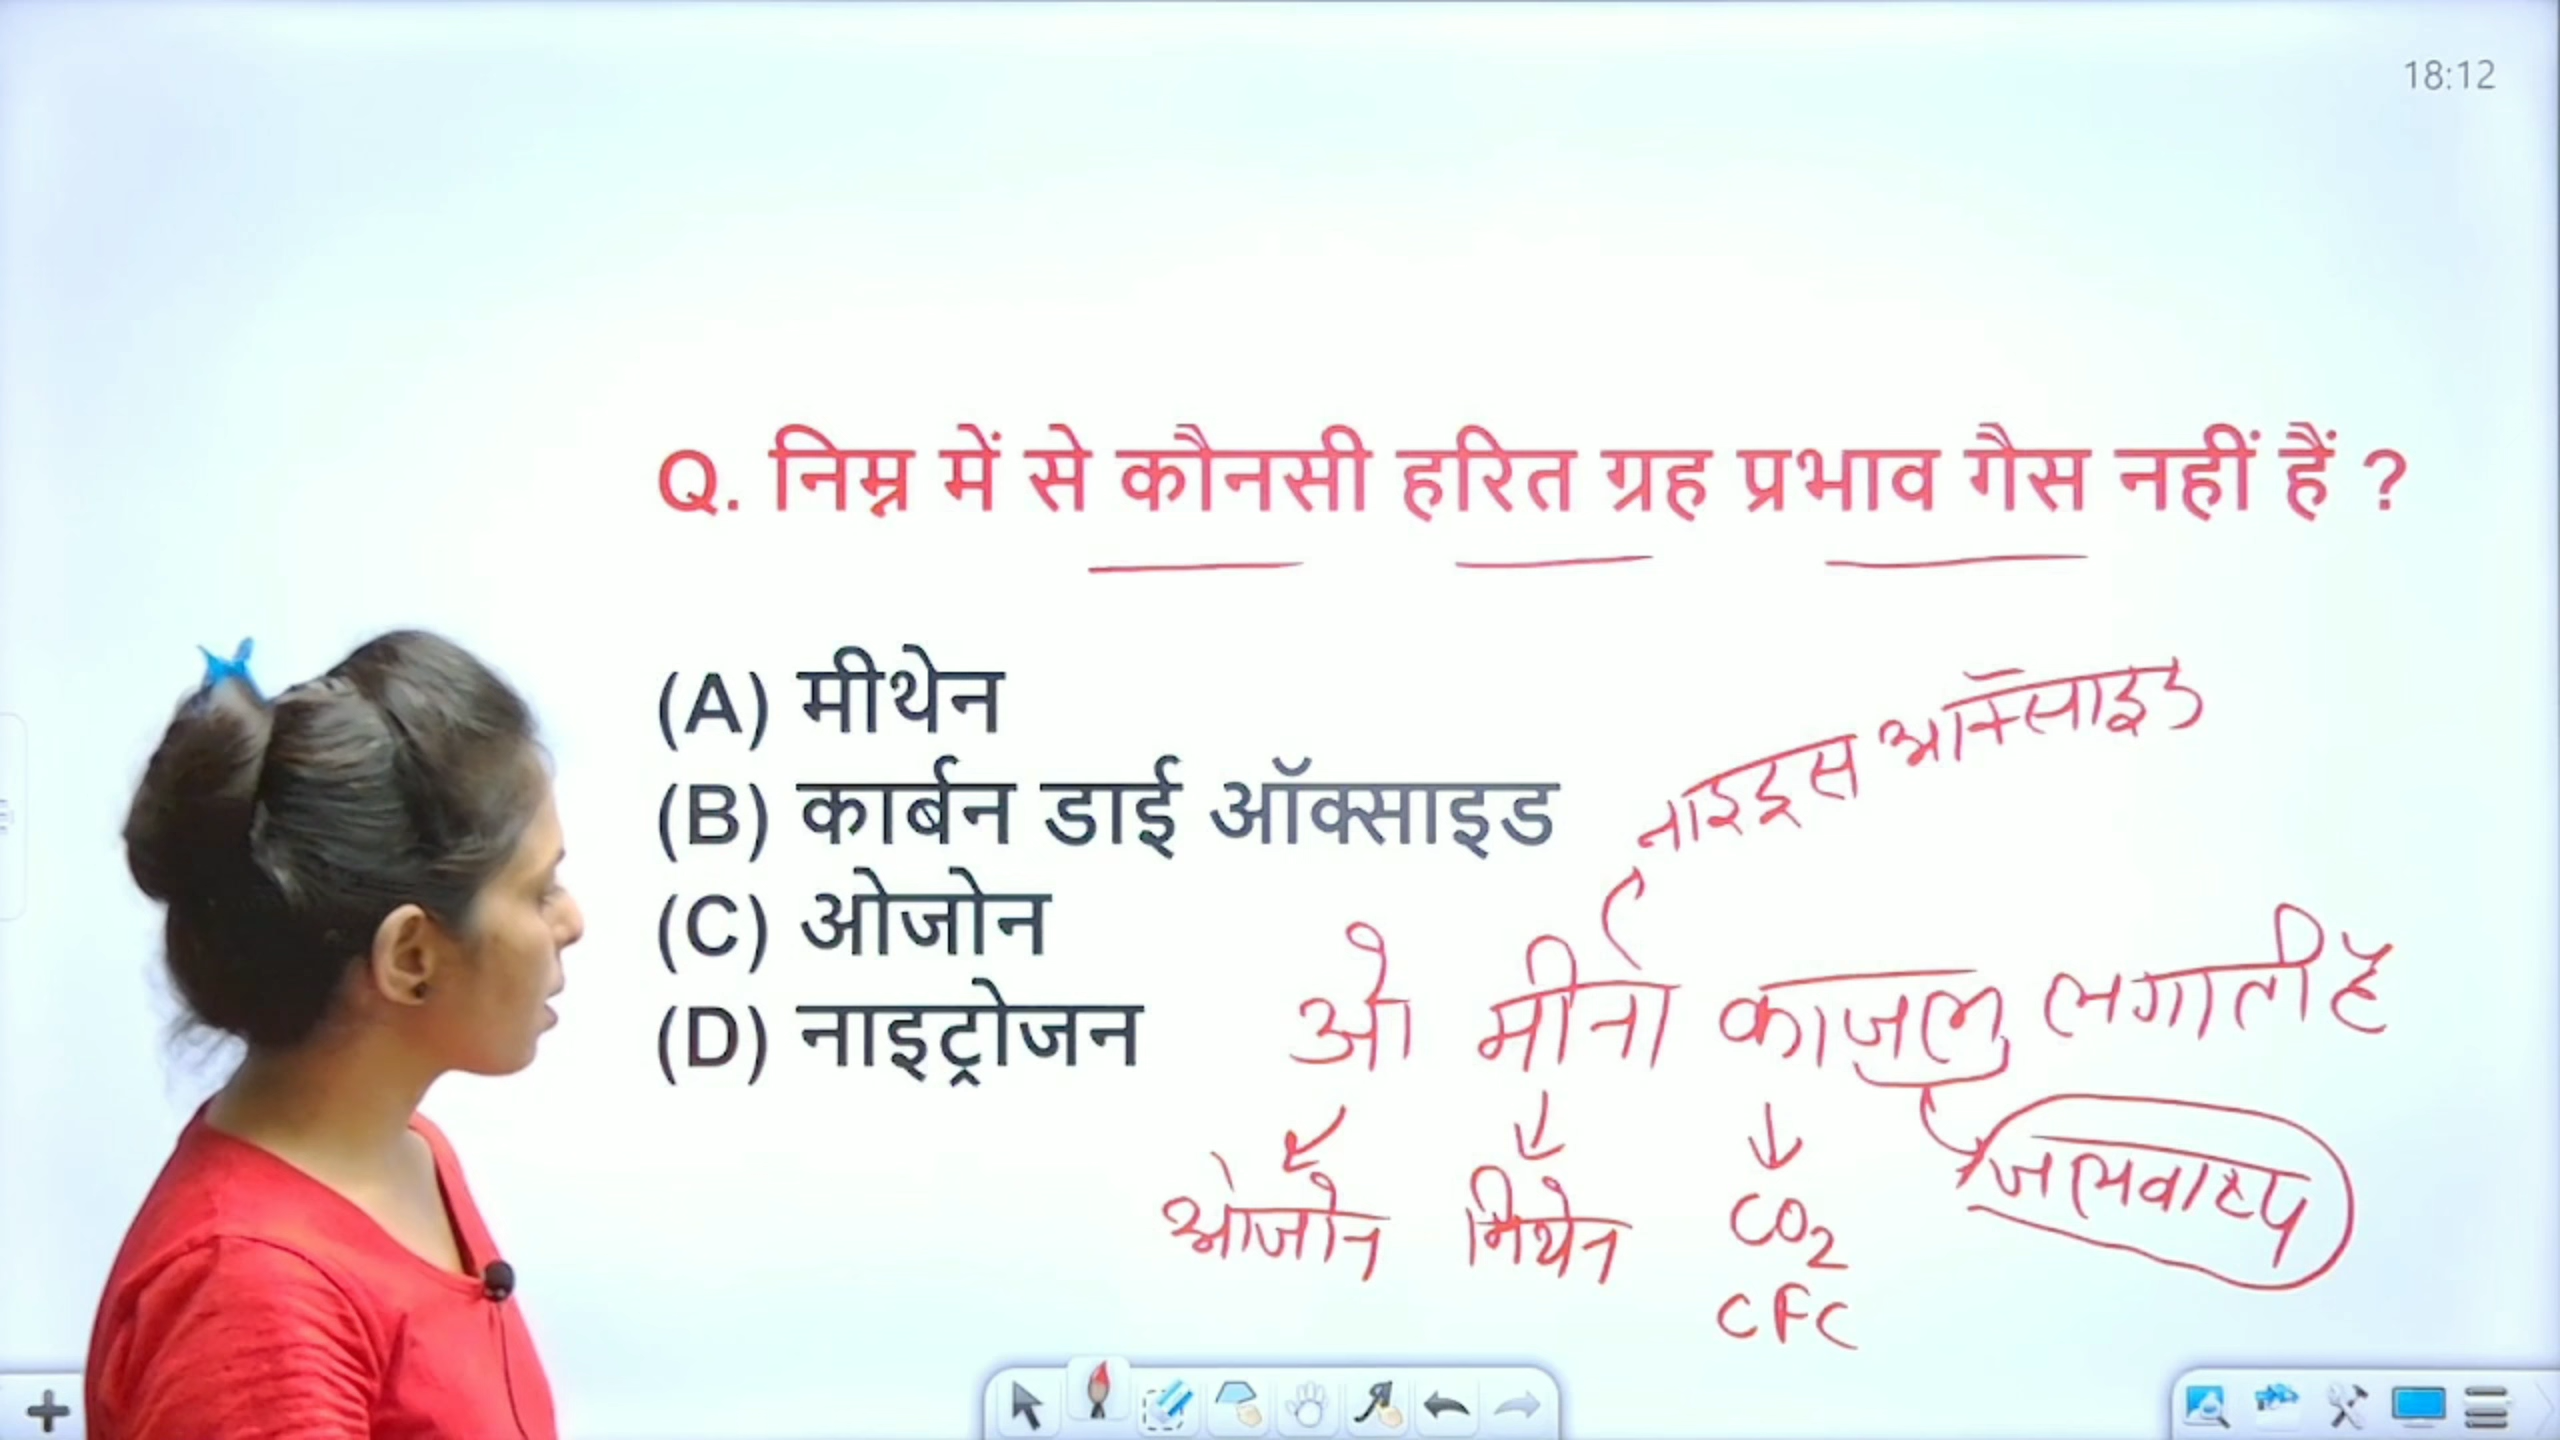 18:12
Q. निम्न में से कौनसी हरित ग्रह प्रभाव गैस नहीं हैं ?
(A) मीथेन
(B) कार्बन डाई ऑक्साइड
(C) ओजोन
(D) नाइट्रोजन
नाइट्रस ऑक्साइड
ओ मीना काजल लगाती है
ओजोन मिथेन CO2 जलवाष्प
CFC